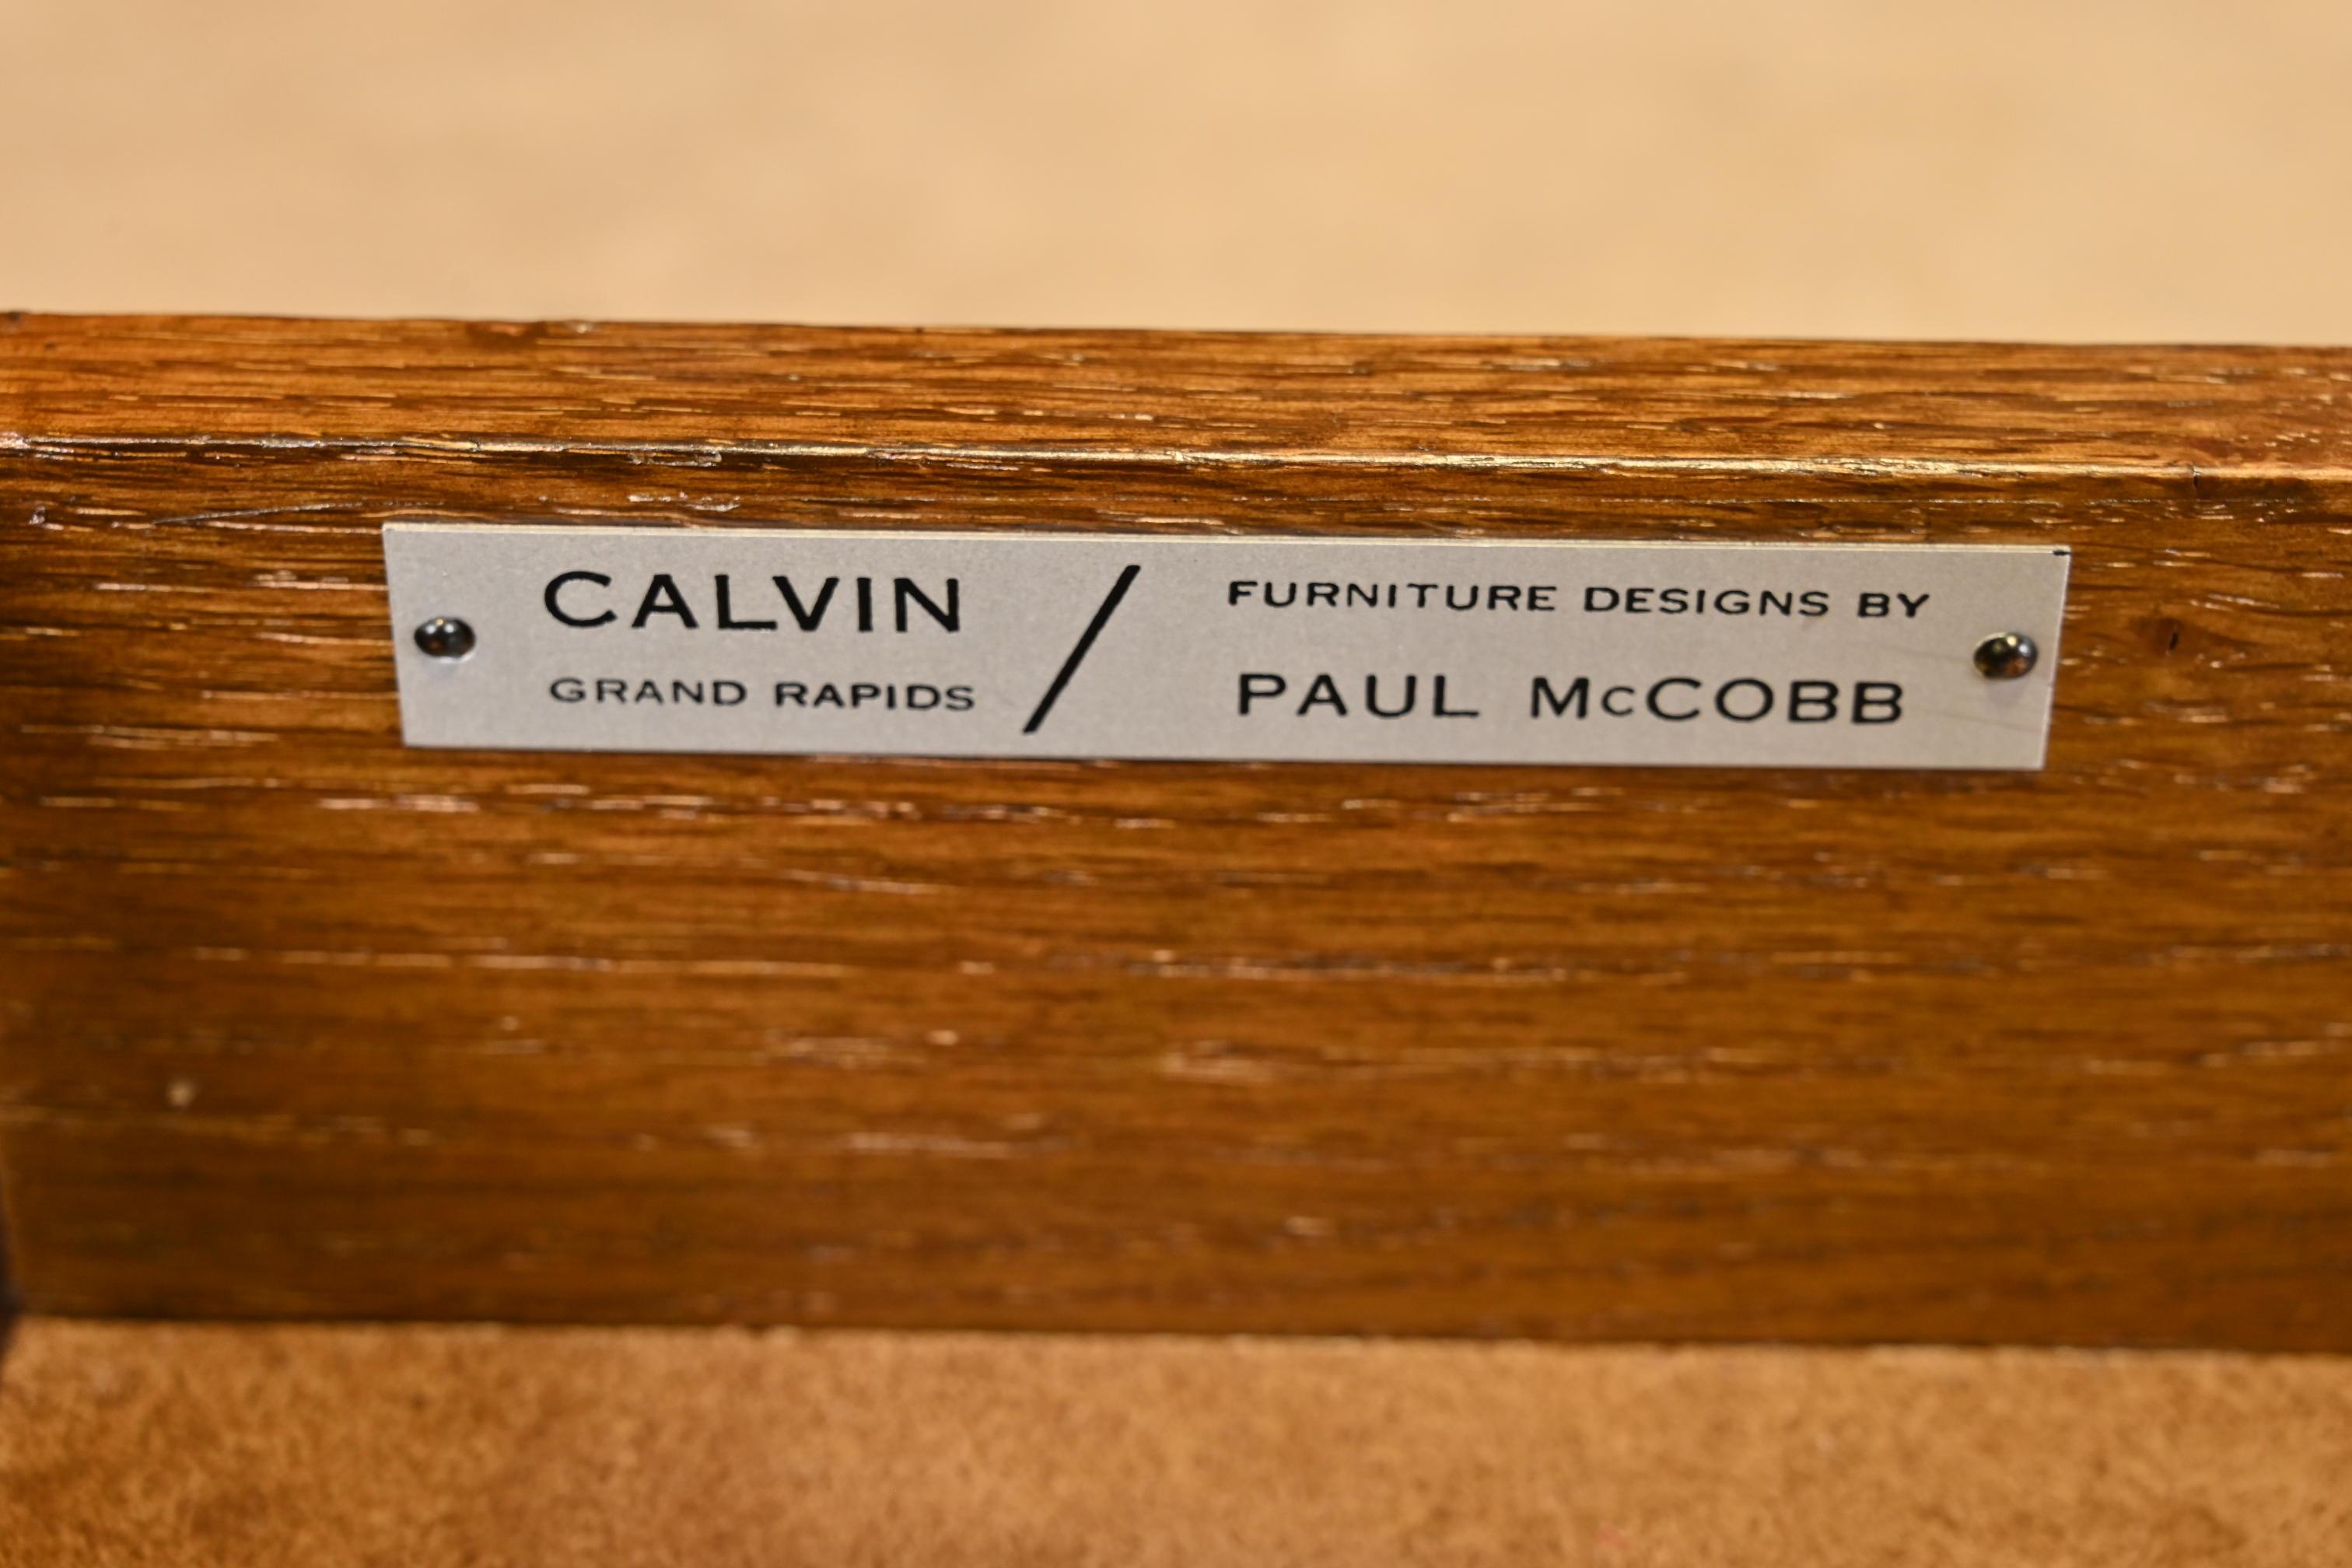 CALVIN
GRAND RAPIDS
/
FURNITURE DESIGNS BY
PAUL McCOBB